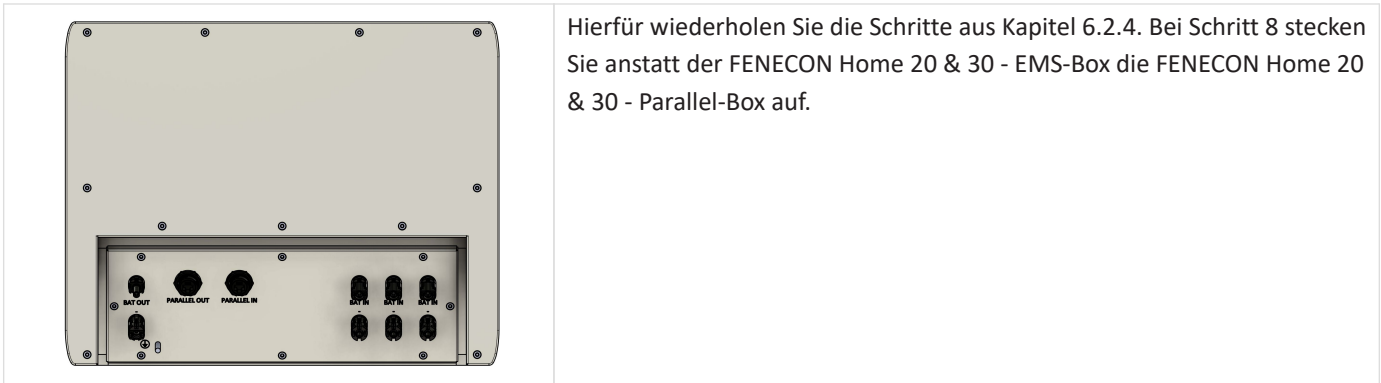 Hierfür wiederholen Sie die Schritte aus Kapitel 6.2.4. Bei Schritt 8 stecken
Sie anstatt der FENECON Home 20 & 30 - EMS-Box die FENECON Home 20
& 30 - Parallel-Box auf.
BAT OUT PARALLEL OUT PARALLEL IN BAT IN BAT IN BAT IN
- - - -